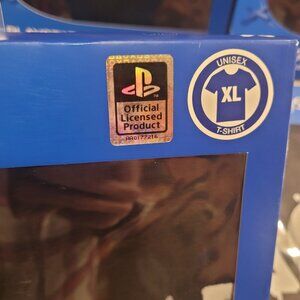 Official
Licensed
Product
UNISEX
XL
T-SHIRT